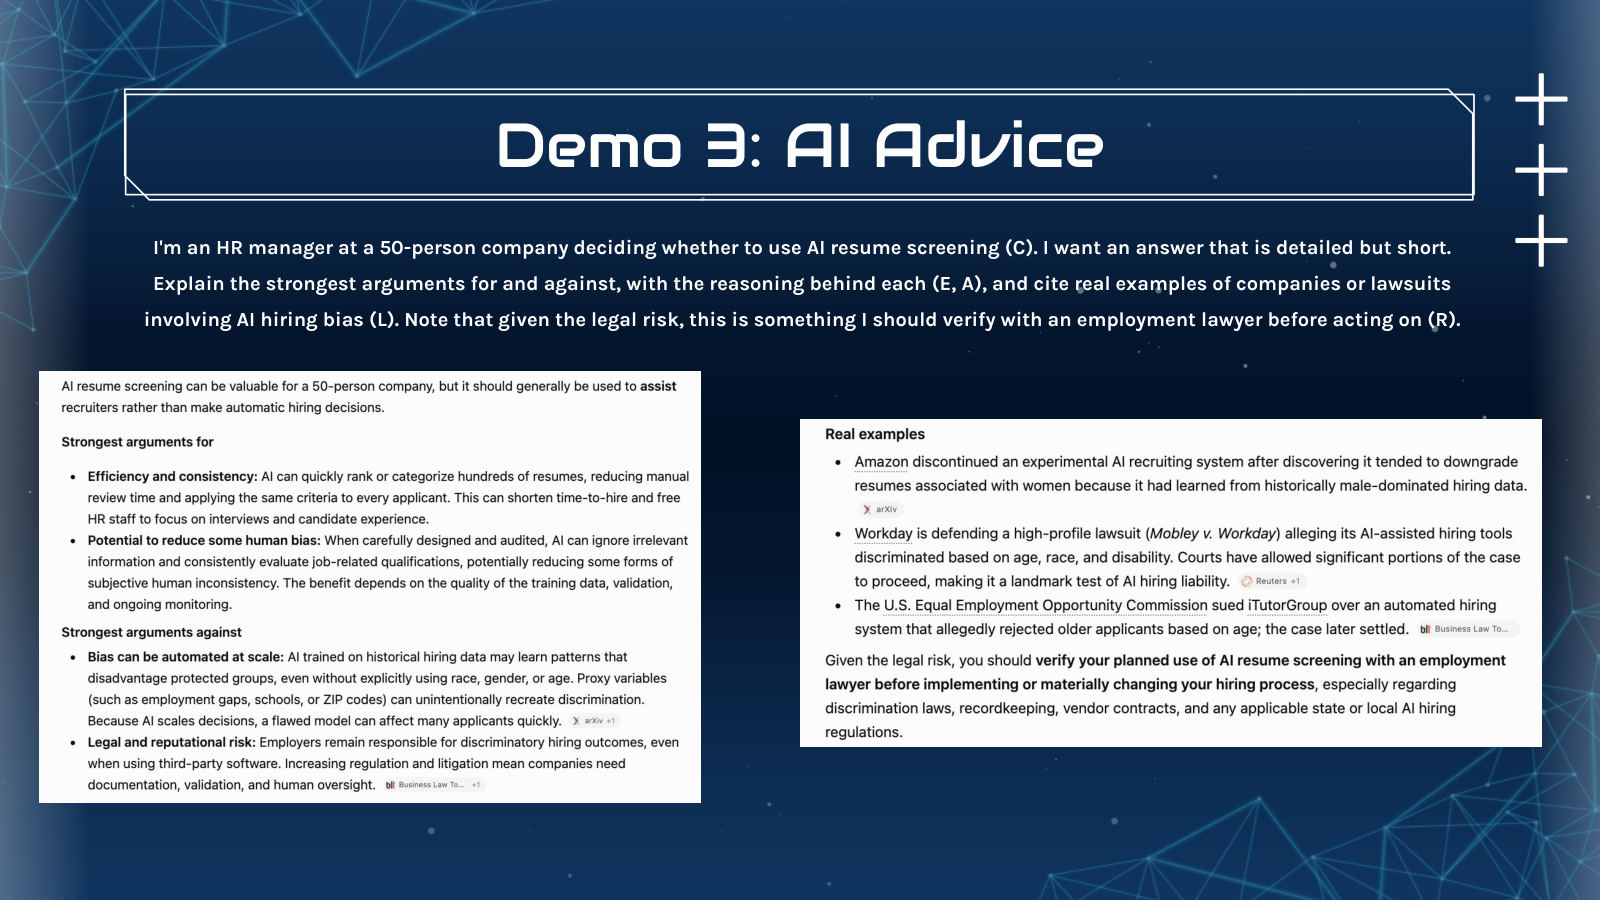 Demo 3: AI Advice
I'm an HR manager at a 50-person company deciding whether to use AI resume screening (C). I want an answer that is detailed but short.
Explain the strongest arguments for and against, with the reasoning behind each (E, A), and cite real examples of companies or lawsuits
involving AI hiring bias (L). Note that given the legal risk, this is something I should verify with an employment lawyer before acting on (R).
AI resume screening can be valuable for a 50-person company, but it should generally be used to assist
recruiters rather than make automatic hiring decisions.
Strongest arguments for
• Efficiency and consistency: AI can quickly rank or categorize hundreds of resumes, reducing manual
review time and applying the same criteria to every applicant. This can shorten time-to-hire and free
HR staff to focus on interviews and candidate experience.
• Potential to reduce some human bias: When carefully designed and audited, AI can ignore irrelevant
information and consistently evaluate job-related qualifications, potentially reducing some forms of
subjective human inconsistency. The benefit depends on the quality of the training data, validation,
and ongoing monitoring.
Strongest arguments against
• Bias can be automated at scale: AI trained on historical hiring data may learn patterns that
disadvantage protected groups, even without explicitly using race, gender, or age. Proxy variables
(such as employment gaps, schools, or ZIP codes) can unintentionally recreate discrimination.
Because AI scales decisions, a flawed model can affect many applicants quickly. arXiv +1
• Legal and reputational risk: Employers remain responsible for discriminatory hiring outcomes, even
when using third-party software. Increasing regulation and litigation mean companies need
documentation, validation, and human oversight. bll Business Law To... +1
Real examples
• Amazon discontinued an experimental AI recruiting system after discovering it tended to downgrade
resumes associated with women because it had learned from historically male-dominated hiring data.
arXiv
• Workday is defending a high-profile lawsuit (Mobley v. Workday) alleging its AI-assisted hiring tools
discriminated based on age, race, and disability. Courts have allowed significant portions of the case
to proceed, making it a landmark test of AI hiring liability. Reuters +1
• The U.S. Equal Employment Opportunity Commission sued iTutorGroup over an automated hiring
system that allegedly rejected older applicants based on age; the case later settled. bll Business Law To...
Given the legal risk, you should verify your planned use of AI resume screening with an employment
lawyer before implementing or materially changing your hiring process, especially regarding
discrimination laws, recordkeeping, vendor contracts, and any applicable state or local AI hiring
regulations.